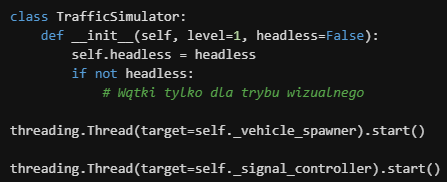 class TrafficSimulator:
    def __init__(self, level=1, headless=False):
        self.headless = headless
        if not headless:
            # Wątki tylko dla trybu wizualnego

threading.Thread(target=self._vehicle_spawner).start()

threading.Thread(target=self._signal_controller).start()